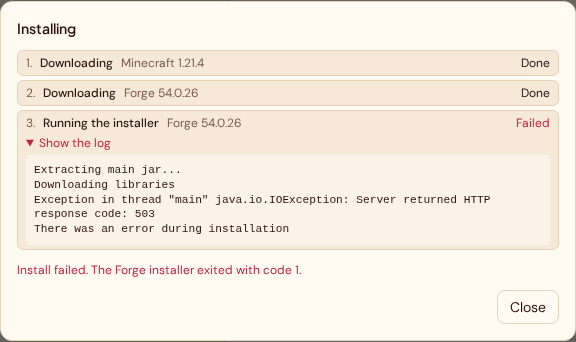 Installing
1. Downloading Minecraft 1.21.4 Done
2. Downloading Forge 54.0.26 Done
3. Running the installer Forge 54.0.26 Failed
▼ Show the log
Extracting main jar...
Downloading libraries
Exception in thread "main" java.io.IOException: Server returned HTTP
response code: 503
There was an error during installation
Install failed. The Forge installer exited with code 1.
Close